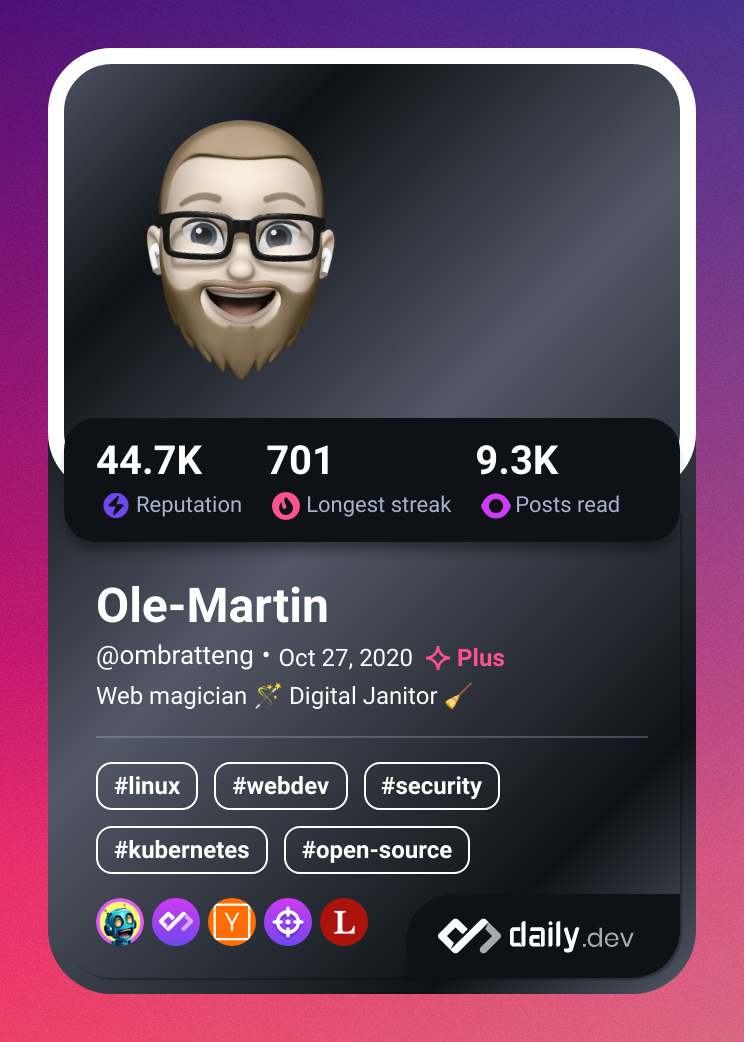 44.7K 701 9.3K
Reputation Longest streak Posts read
Ole-Martin
@ombratteng • Oct 27, 2020 Plus
Web magician 🪄 Digital Janitor 🧹
#linux #webdev #security
#kubernetes #open-source
Y L
daily.dev